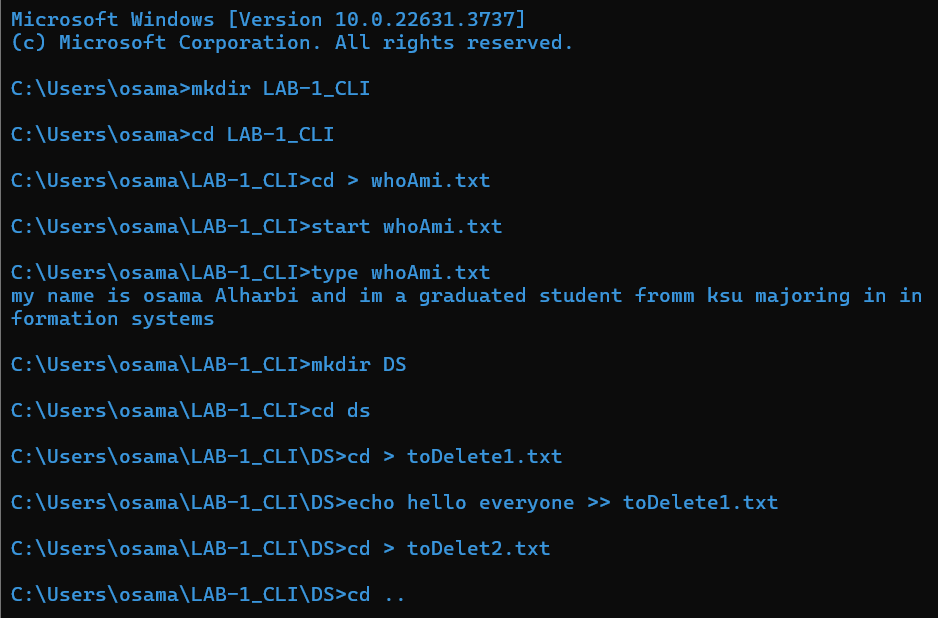 Microsoft Windows [Version 10.0.22631.3737]
(c) Microsoft Corporation. All rights reserved.
C:\Users\osama>mkdir LAB-1_CLI
C:\Users\osama>cd LAB-1_CLI
C:\Users\osama\LAB-1_CLI>cd > whoAmi.txt
C:\Users\osama\LAB-1_CLI>start whoAmi.txt
C:\Users\osama\LAB-1_CLI>type whoAmi.txt
my name is osama Alharbi and im a graduated student fromm ksu majoring in in
formation systems
C:\Users\osama\LAB-1_CLI>mkdir DS
C:\Users\osama\LAB-1_CLI>cd ds
C:\Users\osama\LAB-1_CLI\DS>cd > toDelete1.txt
C:\Users\osama\LAB-1_CLI\DS>echo hello everyone >> toDelete1.txt
C:\Users\osama\LAB-1_CLI\DS>cd > toDelet2.txt
C:\Users\osama\LAB-1_CLI\DS>cd ..